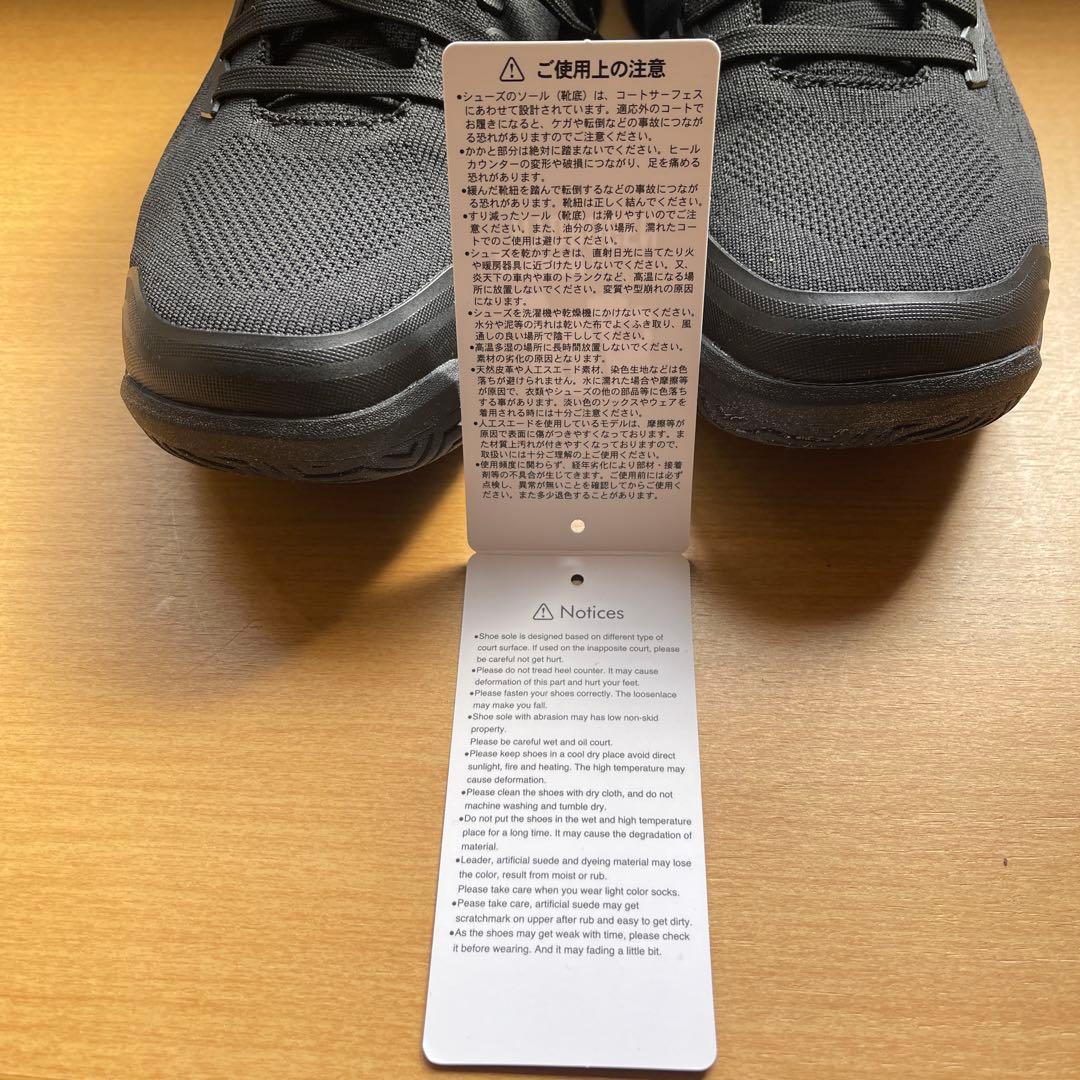 ⚠ ご使用上の注意
●シューズのソール（靴底）は、コートサーフェス
にあわせて設計されています。適応外のコートで
お履きになると、ケガや転倒などの事故につなが
る恐れがありますのでご注意ください。
●かかと部分は絶対に踏まないでください。ヒール
カウンターの変形や破損につながり、足を痛める
恐れがあります。
●緩んだ靴紐を踏んで転倒するなどの事故につなが
る恐れがあります。靴紐は正しく結んでください。
●すり減ったソール（靴底）は滑りやすいのでご注
意ください。また、油分の多い場所、濡れたコー
トでのご使用は避けてください。
●シューズを乾かすときは、直射日光に当てたり火
や暖房器具に近づけたりしないでください。又、
炎天下の車内や車のトランクなど、高温になる場
所に放置しないでください。変質や型崩れの原因
になります。
●シューズを洗濯機や乾燥機にかけないでください。
水分や泥等の汚れは乾いた布でよくふき取り、風
通しの良い場所で陰干ししてください。
●高温多湿の場所に長時間放置しないでください。
素材の劣化の原因となります。
●天然皮革や人工スエード素材、染色生地などは色
落ちが避けられません。水に濡れた場合や摩擦等
が原因で、衣類やシューズの他の部品等に色落ち
する事があります。淡い色のソックスやウェアを
着用される時には十分ご注意ください。
●人工スエードを使用しているモデルは、摩擦等が
原因で表面に傷がつきやすくなっております。ま
た材質上汚れが付きやすくなっておりますので、
取扱いには十分ご理解の上ご使用ください。
●使用頻度に関わらず、経年劣化により部材・接着
剤等の不具合が生じてきます。ご使用前には必ず
点検し、異常が無いことを確認してからご使用く
ださい。また多少退色することがあります。
⚠ Notices
●Shoe sole is designed based on different type of
court surface. If used on the inapposite court, please
be careful not get hurt.
●Please do not tread heel counter. It may cause
deformation of this part and hurt your feet.
●Please fasten your shoes correctly. The loosenlace
may make you fall.
●Shoe sole with abrasion may has low non-skid
property.
Please be careful wet and oil court.
●Please keep shoes in a cool dry place avoid direct
sunlight, fire and heating. The high temperature may
cause deformation.
●Please clean the shoes with dry cloth, and do not
machine washing and tumble dry.
●Do not put the shoes in the wet and high temperature
place for a long time. It may cause the degradation of
material.
●Leader, artificial suede and dyeing material may lose
the color, result from moist or rub.
Please take care when you wear light color socks.
●Pease take care, artificial suede may get
scratchmark on upper after rub and easy to get dirty.
●As the shoes may get weak with time, please check
it before wearing. And it may fading a little bit.